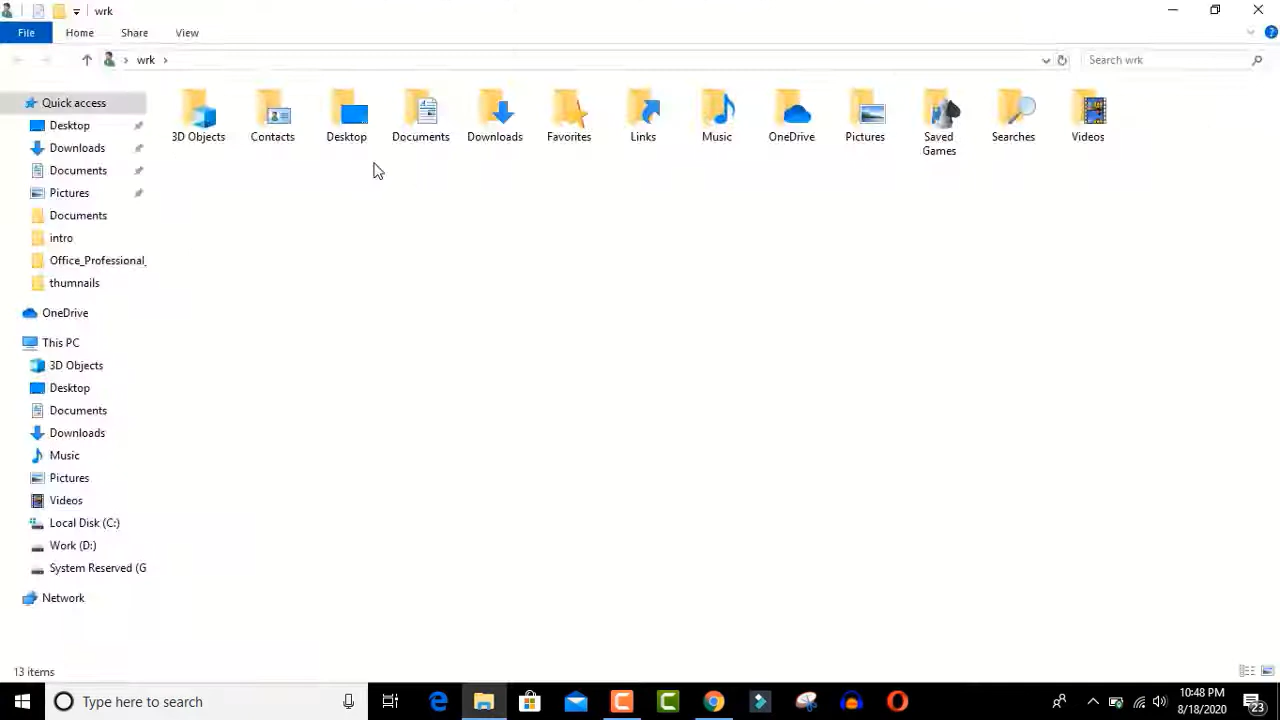 wrk
File Home Share View
wrk
Search wrk
Quick access
Desktop
Downloads
Documents
Pictures
Documents
intro
Office_Professional_
thumnails
OneDrive
This PC
3D Objects
Desktop
Documents
Downloads
Music
Pictures
Videos
Local Disk (C:)
Work (D:)
System Reserved (G
Network
3D Objects Contacts Desktop Documents Downloads Favorites Links Music OneDrive Pictures Saved Searches Videos
Games
13 items
Type here to search
10:48 PM
8/18/2020
23